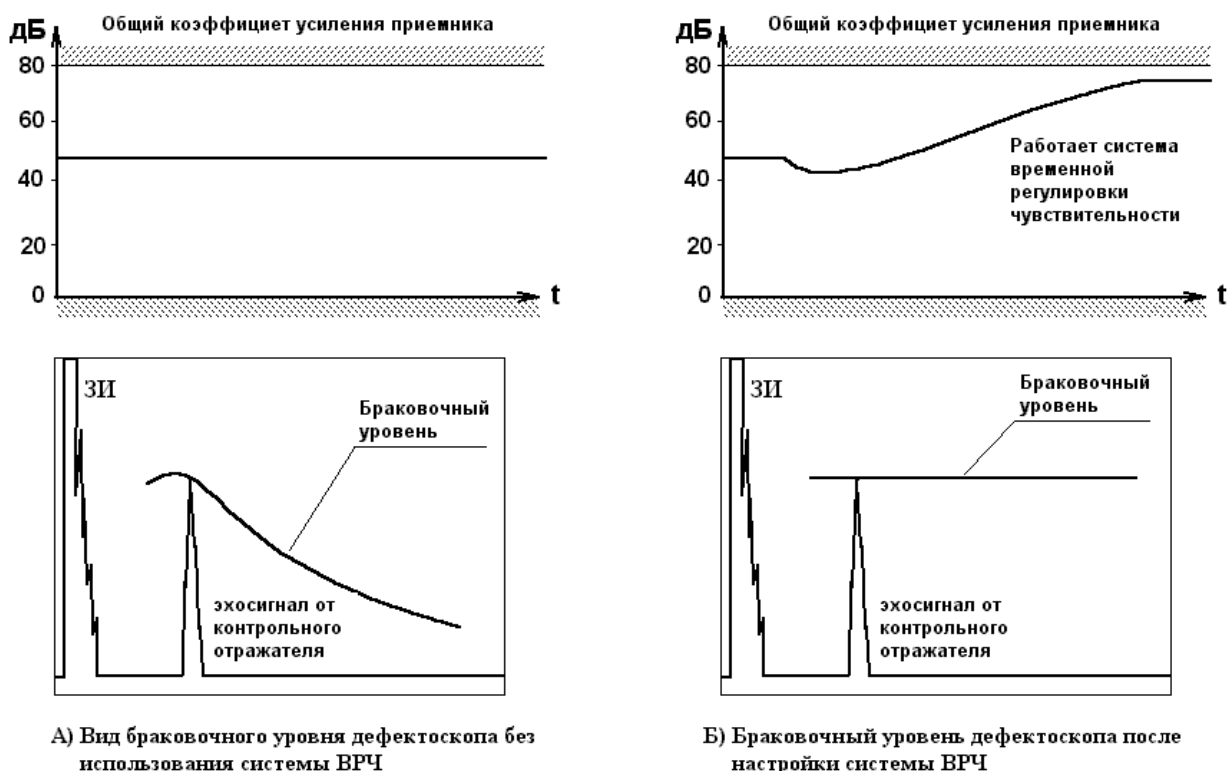 Общий коэффициет усиления приемника
дБ
80
60
40
20
0
t
Общий коэффициет усиления приемника
дБ
80
60
40
20
0
t
Работает система
временной
регулировки
чувствительности
ЗИ
Браковочный
уровень
эхосигнал от
контрольного
отражателя
ЗИ
Браковочный
уровень
эхосигнал от
контрольного
отражателя
А) Вид браковочного уровня дефектоскопа без
использования системы ВРЧ
Б) Браковочный уровень дефектоскопа после
настройки системы ВРЧ